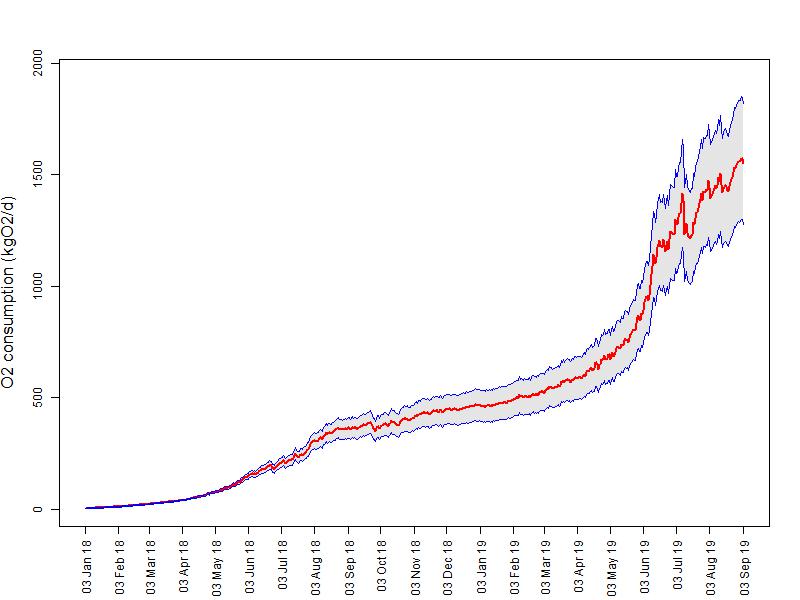 O2 consumption (kgO2/d)
2000
1500
1000
500
0
03 Jan 18
03 Feb 18
03 Mar 18
03 Apr 18
03 May 18
03 Jun 18
03 Jul 18
03 Aug 18
03 Sep 18
03 Oct 18
03 Nov 18
03 Dec 18
03 Jan 19
03 Feb 19
03 Mar 19
03 Apr 19
03 May 19
03 Jun 19
03 Jul 19
03 Aug 19
03 Sep 19